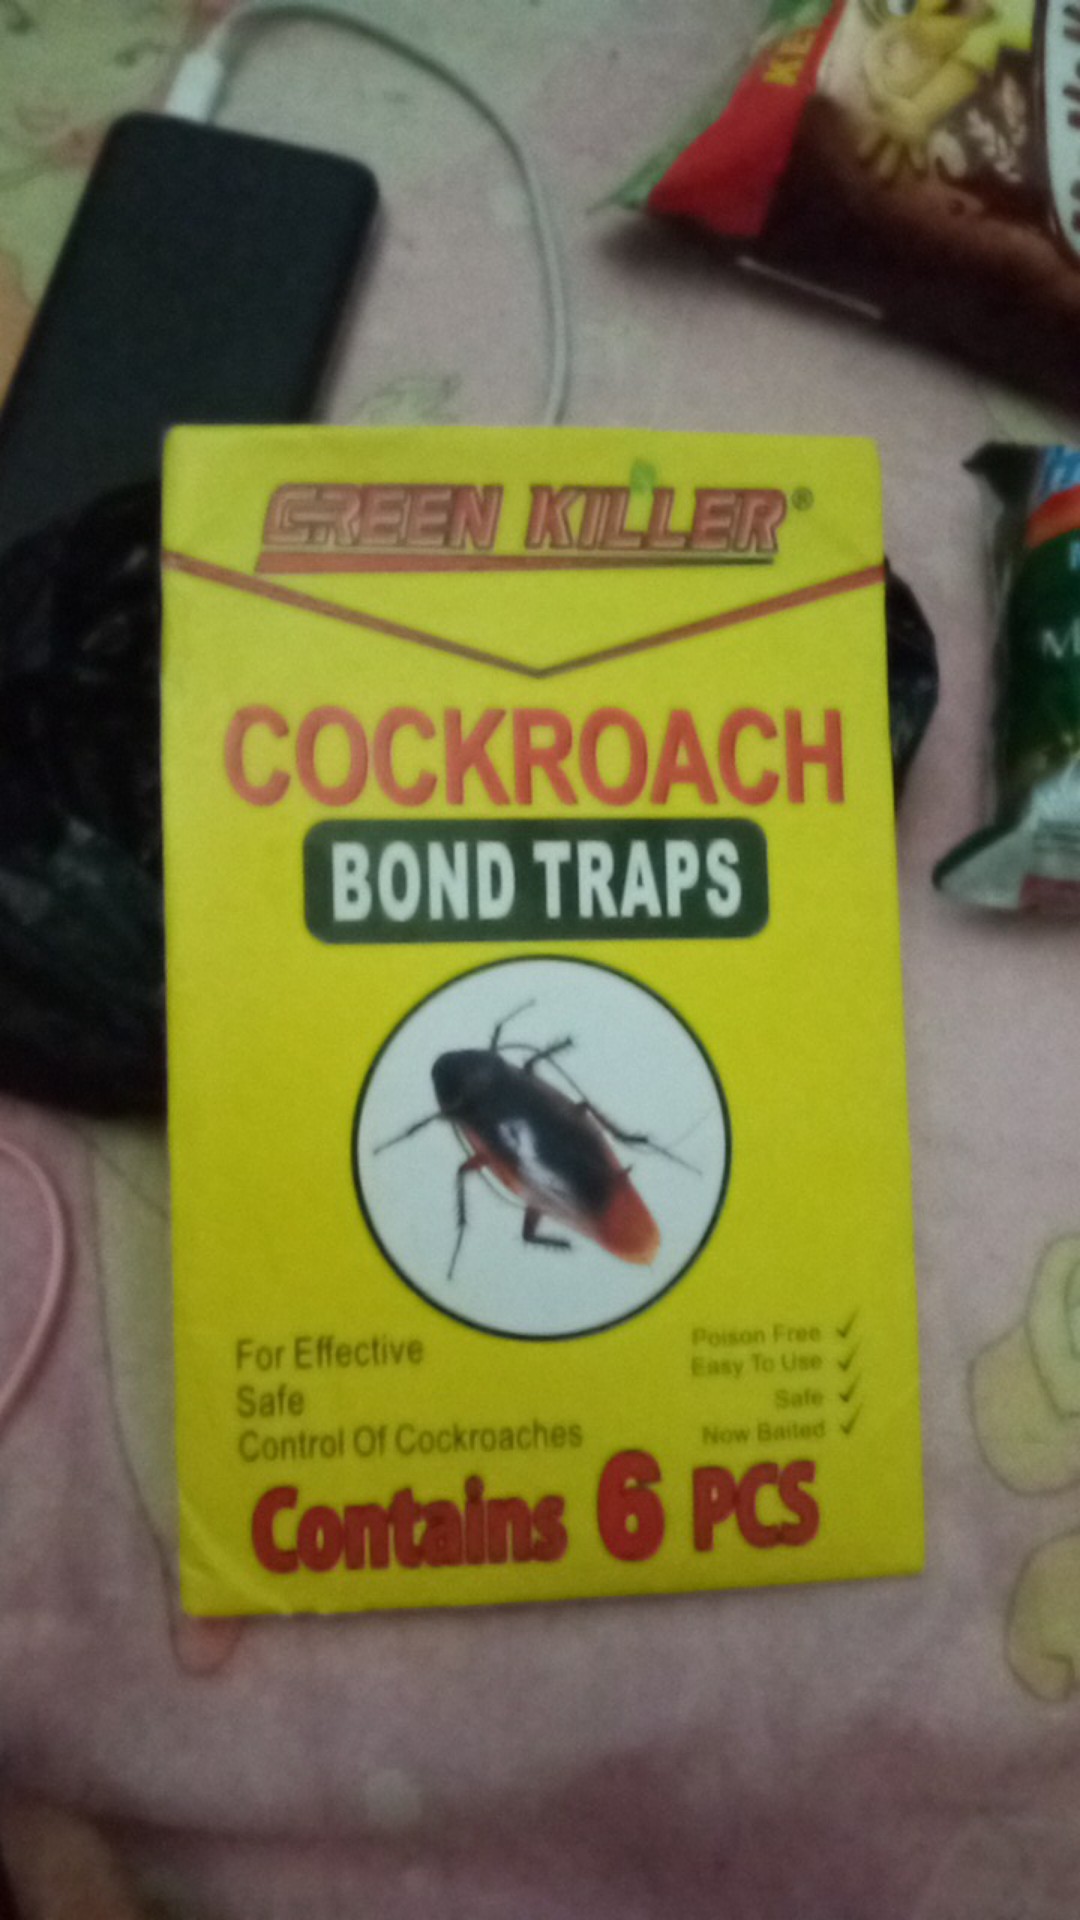 GREEN KILLER®
COCKROACH
BOND TRAPS
For Effective
Safe
Control Of Cockroaches
Poison Free ✓
Easy To Use ✓
Safe ✓
Now Baited ✓
Contains 6 PCS